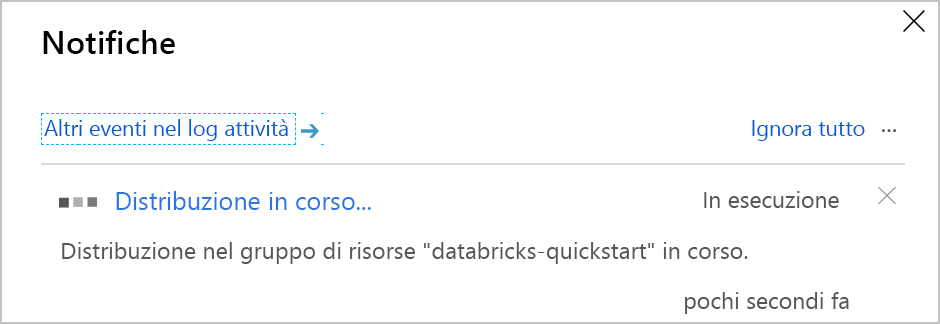 Notifiche
Altri eventi nel log attività
Ignora tutto ...
Distribuzione in corso... In esecuzione
Distribuzione nel gruppo di risorse "databricks-quickstart" in corso.
pochi secondi fa